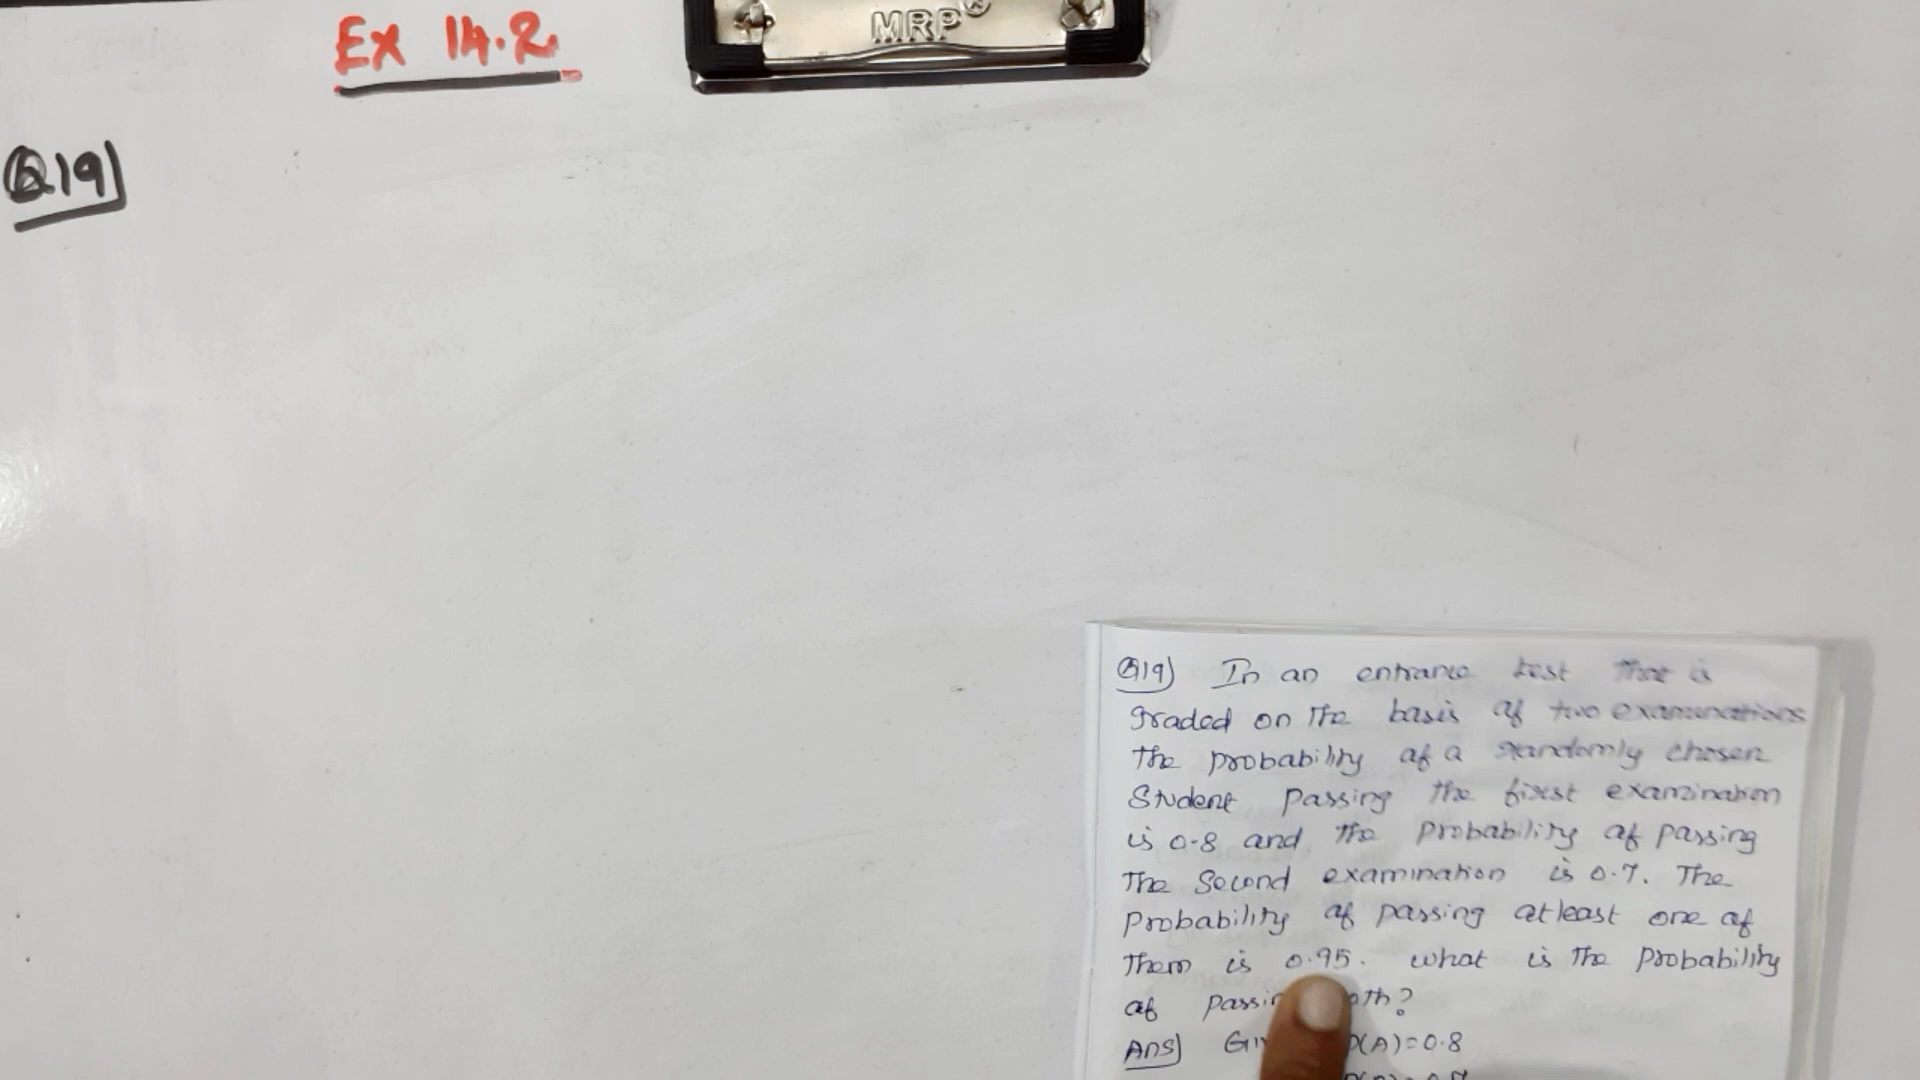 Ex 14.2
MRP®
Q19)
Q19) In an entrance test that is
graded on the basis of two examinations
the probability of a randomly chosen
Student passing the first examination
is 0.8 and the probability of passing
The Second examination is 0.7. The
probability of passing atleast one of
Them is 0.95. what is the probability
of
Ans) P(A)=0.8